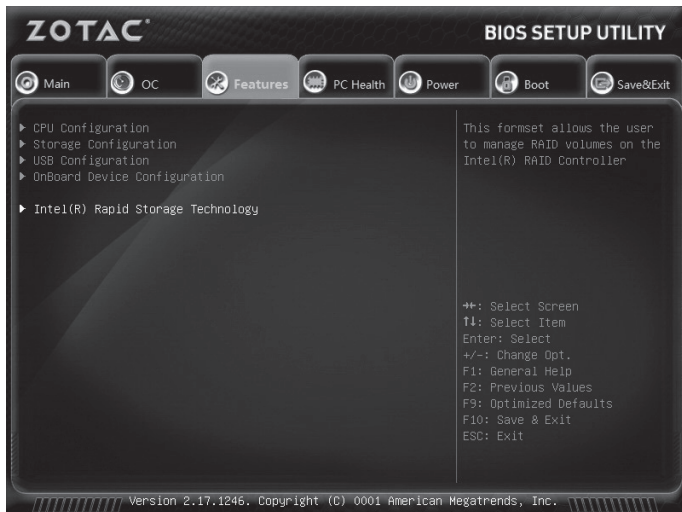 ZOTAC
BIOS SETUP UTILITY
Main OC Features PC Health Power Boot Save&Exit
CPU Configuration
Storage Configuration
USB Configuration
OnBoard Device Configuration
Intel(R) Rapid Storage Technology
This formset allows the user
to manage RAID volumes on the
Intel(R) RAID Controller
→←: Select Screen
↑↓: Select Item
Enter: Select
+/-: Change Opt.
F1: General Help
F2: Previous Values
F9: Optimized Defaults
F10: Save & Exit
ESC: Exit
Version 2.17.1246. Copyright (C) 0001 American Megatrends, Inc.